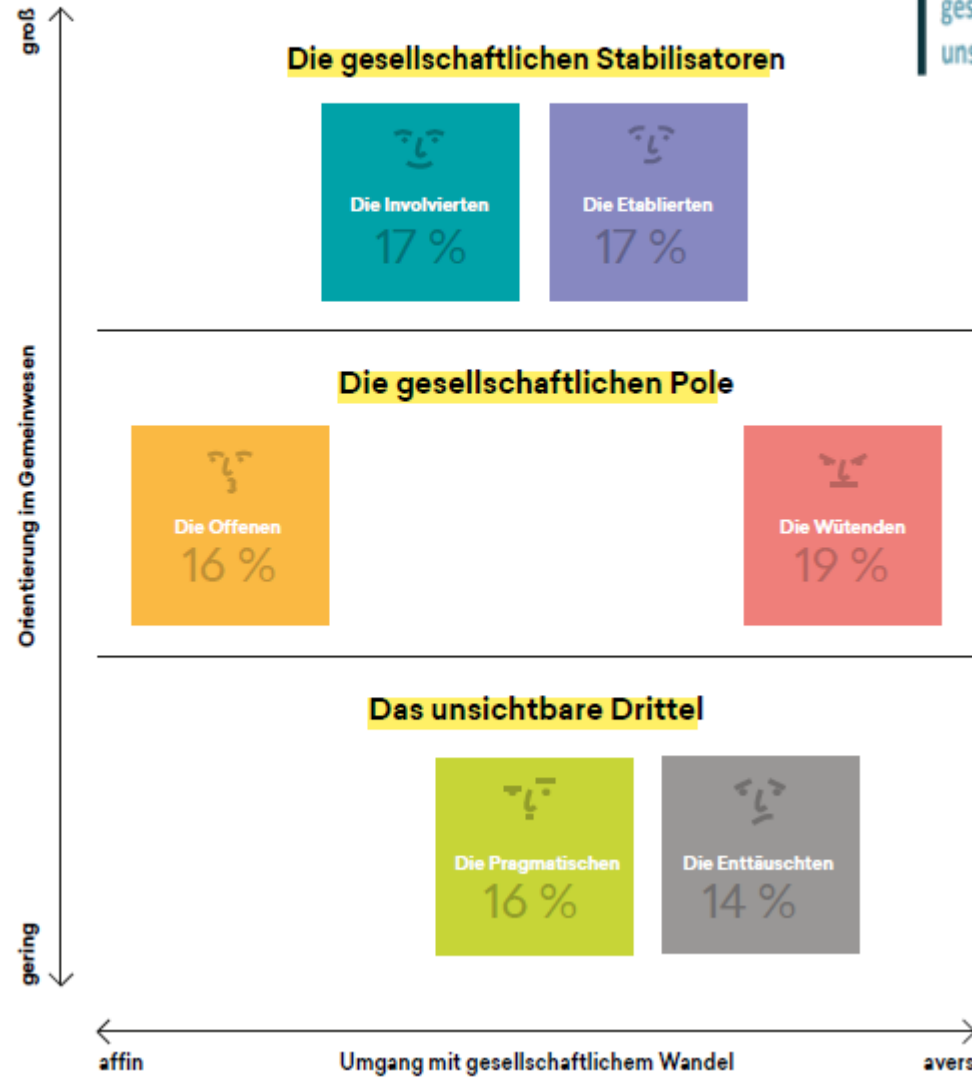 groß
Die gesellschaftlichen Stabilisatoren
Die Involvierten
17 %
Die Etablierten
17 %
Orientierung im Gemeinwesen
Die gesellschaftlichen Pole
Die Offenen
16 %
Die Wütenden
19 %
Das unsichtbare Drittel
Die Pragmatischen
16 %
Die Enttäuschten
14 %
gering
affin
Umgang mit gesellschaftlichem Wandel
avers